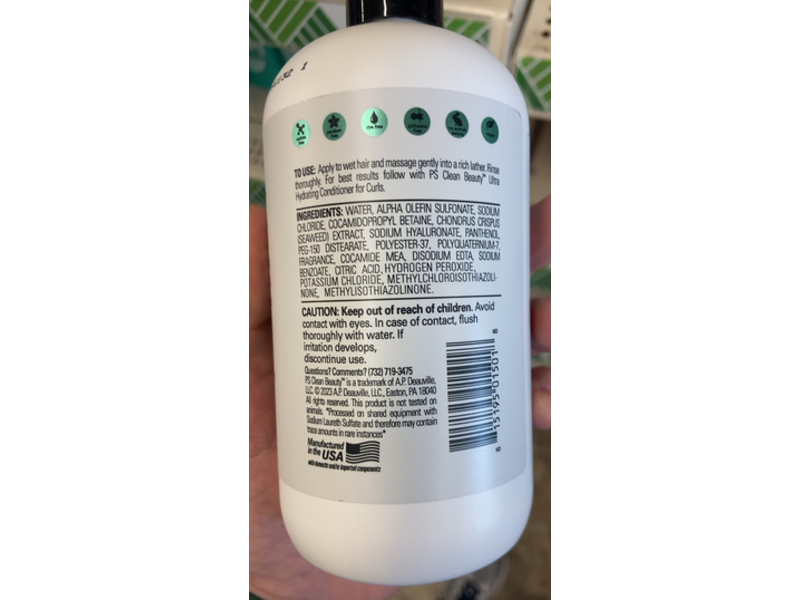 dye free
TO USE: Apply to wet hair and massage gently into a rich lather. Rinse
thoroughly. For best results follow with PS Clean Beauty™ Ultra
Hydrating Conditioner for Curls.
INGREDIENTS: WATER, ALPHA OLEFIN SULFONATE, SODIUM
CHLORIDE, COCAMIDOPROPYL BETAINE, CHONDRUS CRISPUS
(SEAWEED) EXTRACT, SODIUM HYALURONATE, PANTHENOL,
PEG-150 DISTEARATE, POLYESTER-37, POLYQUATERNIUM-7,
FRAGRANCE, COCAMIDE MEA, DISODIUM EDTA, SODIUM
BENZOATE, CITRIC ACID, HYDROGEN PEROXIDE,
POTASSIUM CHLORIDE, METHYLCHLOROISOTHIAZOLI-
NONE, METHYLISOTHIAZOLINONE.
CAUTION: Keep out of reach of children. Avoid
contact with eyes. In case of contact, flush
thoroughly with water. If
irritation develops,
discontinue use.
Questions? Comments? (732) 719-3475
PS Clean Beauty™ is a trademark of A.P. Deauville,
LLC. © 2023 A.P. Deauville, LLC., Easton, PA 18040
All rights reserved. This product is not tested on
animals. *Processed on shared equipment with
Sodium Laureth Sulfate and therefore may contain
trace amounts in rare instances*
Manufactured
in the USA
with domestic and/or imported components
8 15195 01501 8